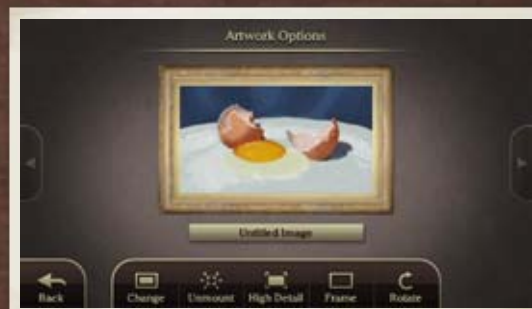 Artwork Options
Untitled Image
Back
Change
Unmount
High Detail
Frame
Rotate